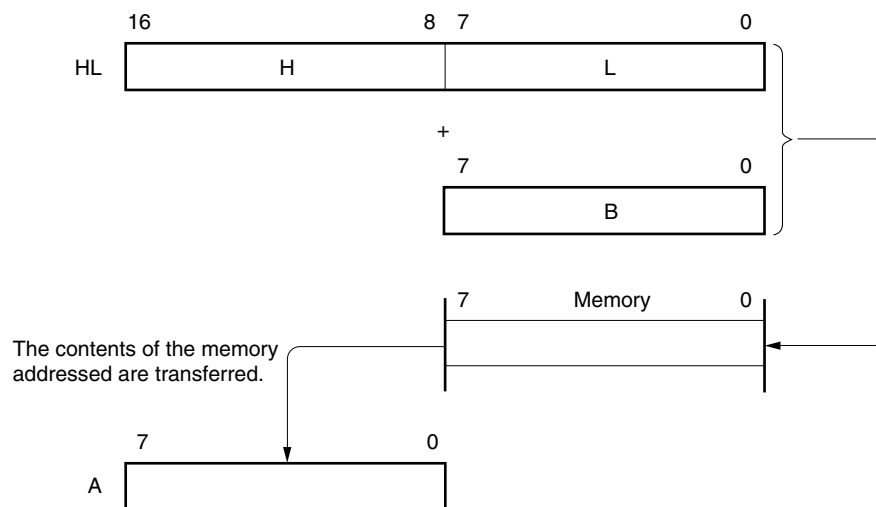 16 8 7 0
HL H L
+
7 0
B
7 Memory 0
The contents of the memory
addressed are transferred.
7 0
A